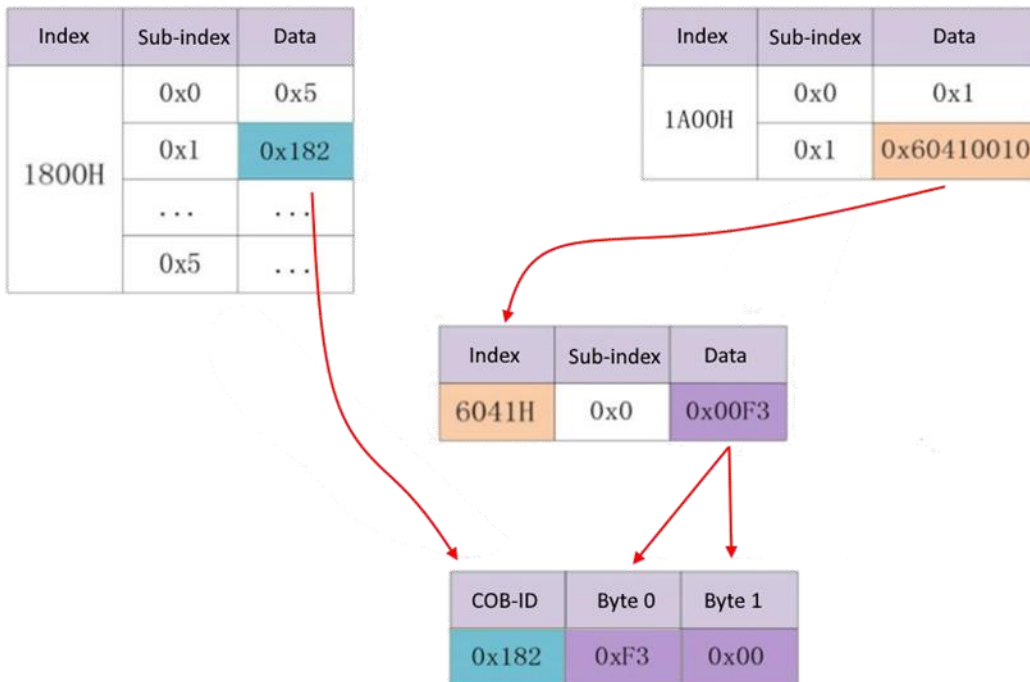 Index Sub-index Data
1800H
0x0 0x5
0x1 0x182
... ...
0x5 ...
Index Sub-index Data
1A00H
0x0 0x1
0x1 0x60410010
Index Sub-index Data
6041H 0x0 0x00F3
COB-ID Byte 0 Byte 1
0x182 0xF3 0x00